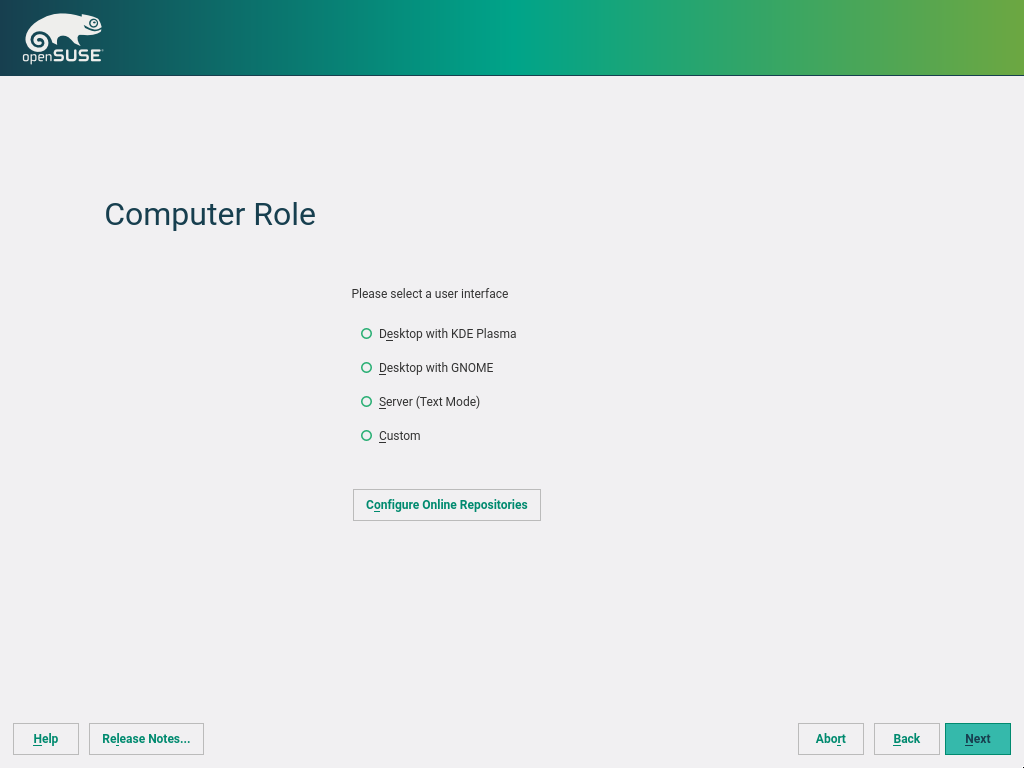 openSUSE
Computer Role
Please select a user interface
Desktop with KDE Plasma
Desktop with GNOME
Server (Text Mode)
Custom
Configure Online Repositories
Help
Release Notes...
Abort
Back
Next